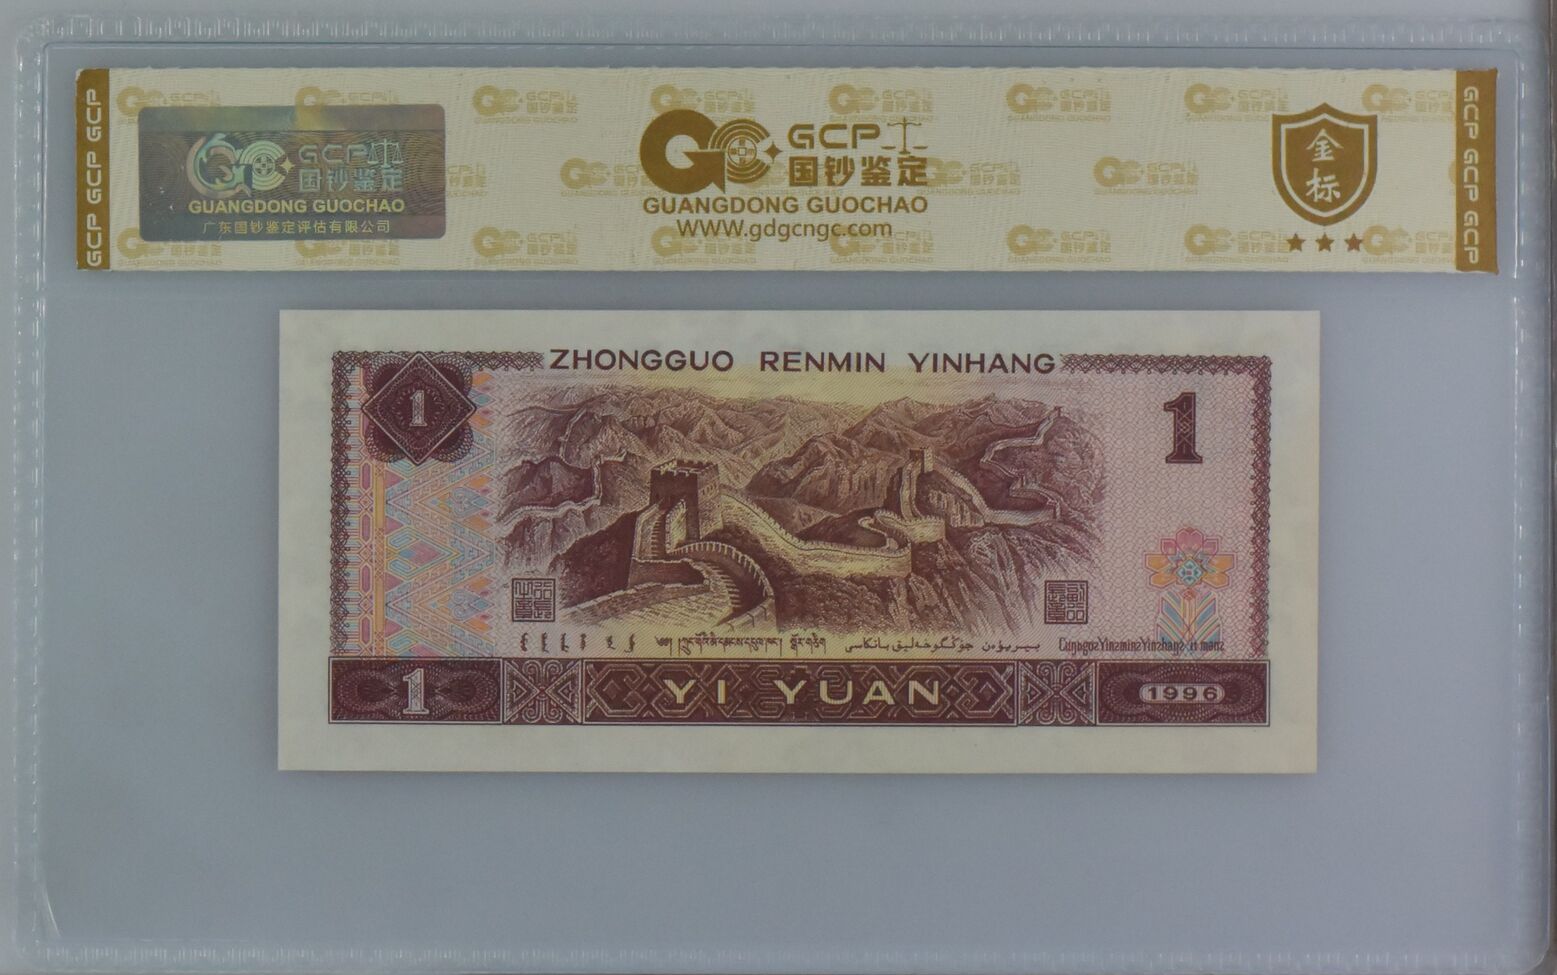 GCP GCP GCP
GCP
国钞鉴定
GUANGDONG GUOCHAO
广东国钞鉴定评估有限公司
GCP
国钞鉴定
GUANGDONG GUOCHAO
WWW.gdgcngc.com
金标
GCP GCP GCP
ZHONGGUO RENMIN YINHANG
1
1
1 YI YUAN 1996